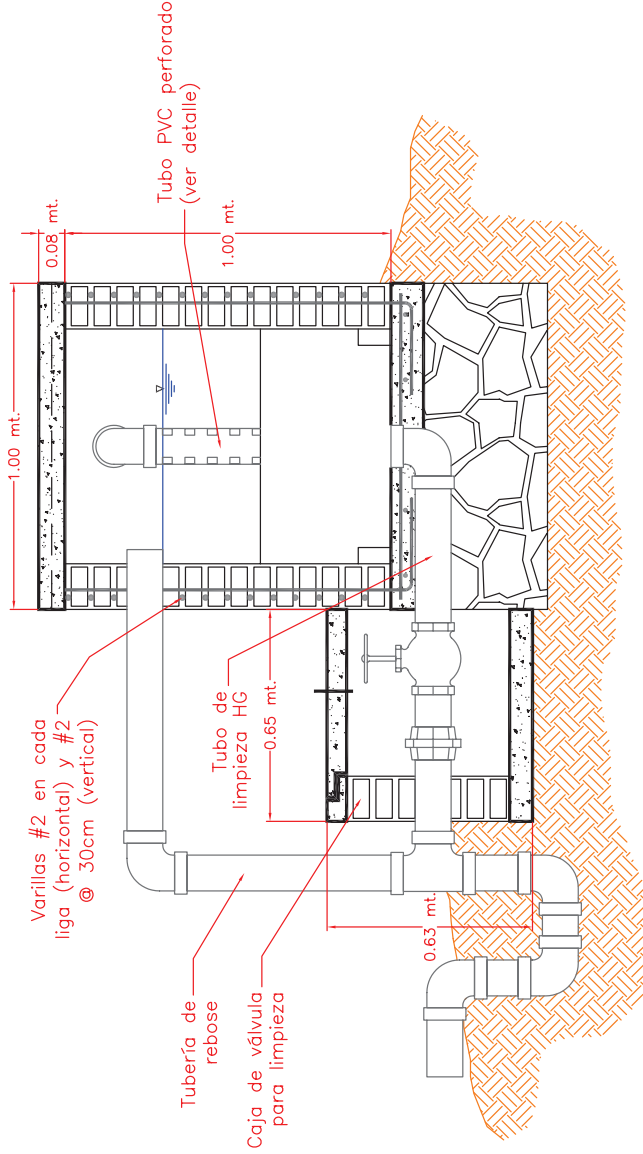 Varillas #2 en cada
liga (horizontal) y #2
@ 30cm (vertical)
1.00 mt.
0.08 mt.
1.00 mt.
Tubo PVC perforado
(ver detalle)
Tubo de
limpieza HG
0.65 mt.
Tubería de
rebose
Caja de válvula
para limpieza
0.63 mt.